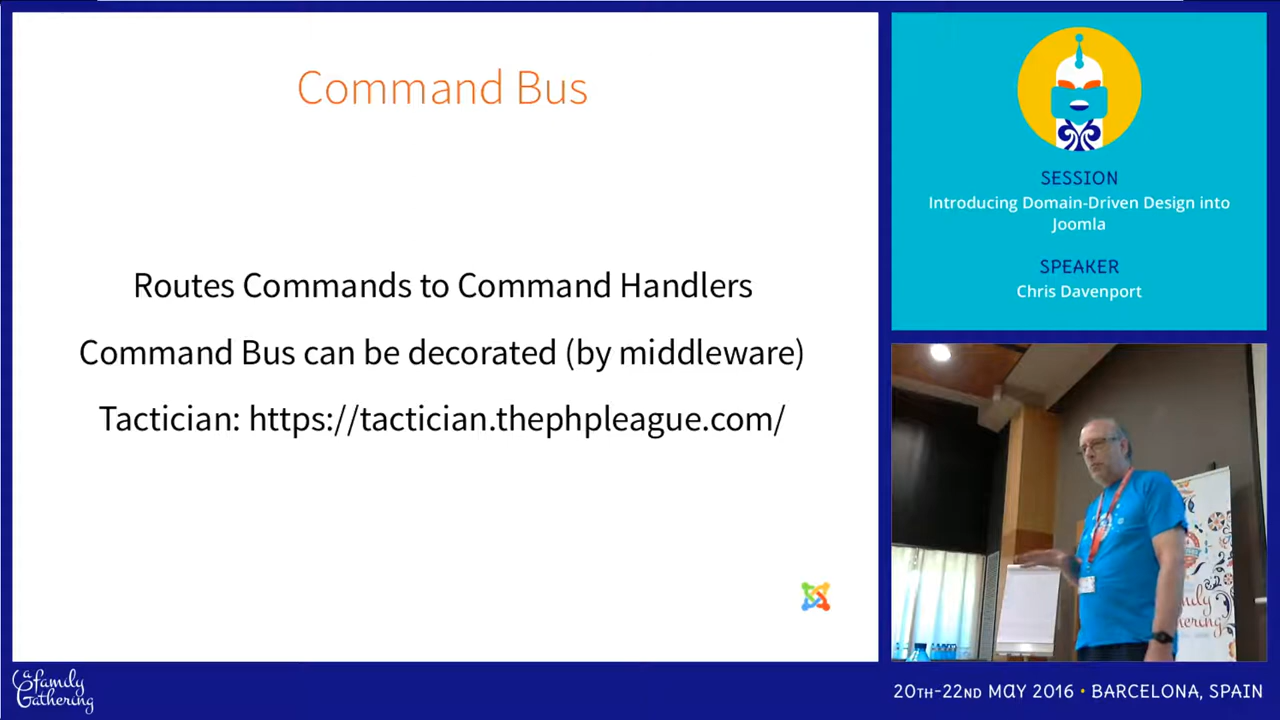 Command Bus
Routes Commands to Command Handlers
Command Bus can be decorated (by middleware)
Tactician: https://tactician.thephpleague.com/
SESSION
Introducing Domain-Driven Design into
Joomla
SPEAKER
Chris Davenport
a family
Gathering
20TH-22ND MAY 2016 • BARCELONA, SPAIN